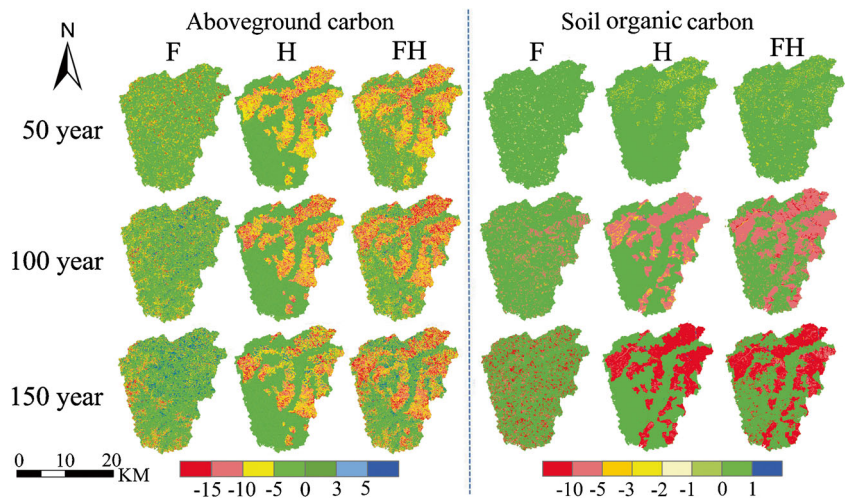 N
Aboveground carbon
Soil organic carbon
F H FH
F H FH
50 year
100 year
150 year
0 10 20
KM
-15 -10 -5 0 3 5
-10 -5 -3 -2 -1 0 1